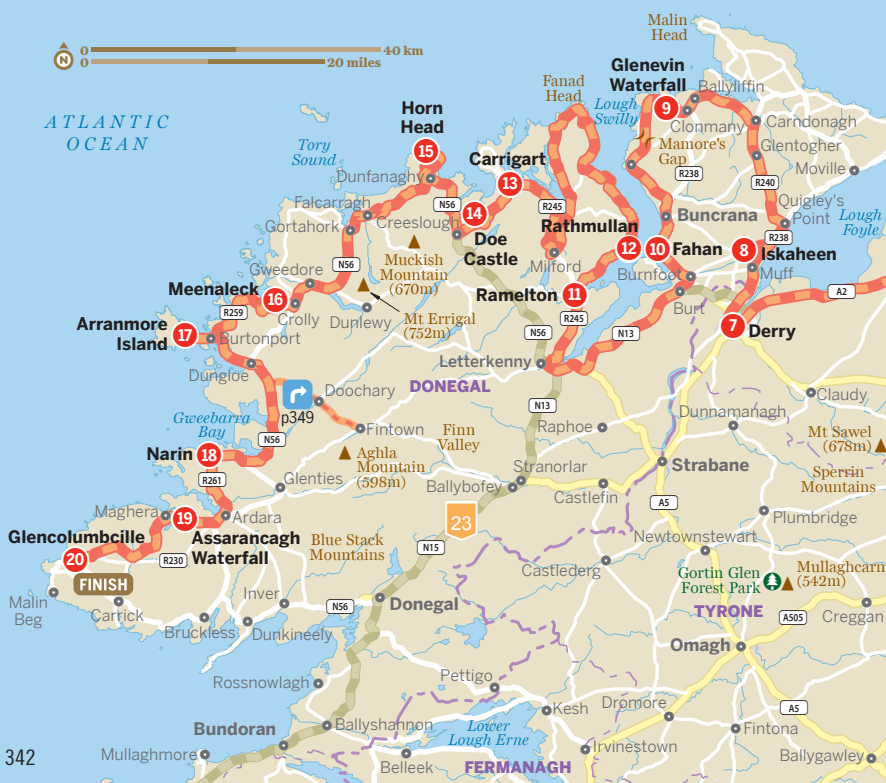 Malin
Head
N
0
40 km
0
20 miles
Glenevin
Waterfall
Ballyliffin
Fanad
Head
Lough
Swilly
9
Clonmany
Carndonagh
ATLANTIC
OCEAN
Horn
Head
15
Tory
Sound
Carrigart
13
Mamore's
Gap
Glentogher
Moville
R238
R240
Dunfanaghy
N56
14
R245
Quigley's
Point
Lough
Foyle
Falcarragh
Creeslough
Gortahork
Buncrana
Rathmullan
12
10
Fahan
8
R238
Iskaheen
Doe
Castle
Milford
Muff
Burnfoot
N56
Muckish
Mountain
(670m)
Gweedore
Meenaleck
16
Crolly
Dunlewy
Mt Errigal
(752m)
Ramelton
11
R245
Burt
A2
7
Derry
R259
Arranmore
Island
17
Burtonport
N56
N13
Dungloe
Letterkenny
DONEGAL
Doochary
p349
N13
Claudy
Dunnamanagh
Gweebarra
Bay
N56
Fintown
Finn
Valley
Raphoe
Mt Sawel
(678m)
Narin
18
R261
Aghla
Mountain
(598m)
Stranorlar
Strabane
Sperrin
Mountains
Glenties
Ballybofey
Castlefin
A5
Maghera
19
Ardara
23
Plumbridge
Glencolumbcille
20
Assarancagh
Waterfall
R230
Blue Stack
Mountains
N15
Newtownstewart
FINISH
Castlederg
Gortin Glen
Forest Park
Mullaghcarn
(542m)
Malin
Beg
Carrick
Inver
N56
Donegal
TYRONE
A505
Creggan
Bruckless
Dunkineely
Omagh
Rossnowlagh
Pettigo
Kesh
Dromore
A5
Bundoran
Ballyshannon
Lower
Lough Erne
Fintona
342
Mullaghmore
Belleek
Irvinestown
FERMANAGH
Ballygawley